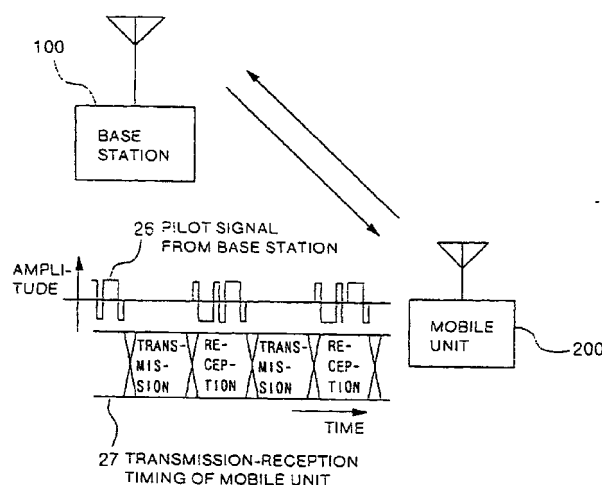 100
BASE
STATION
26 PILOT SIGNAL
FROM BASE STATION
AMPLI-
TUDE
MOBILE
UNIT
200
TRANS-
MIS-
SION
RE-
CEP-
TION
TRANS-
MIS-
SION
RE-
CEP-
TION
TIME
27 TRANSMISSION-RECEPTION
TIMING OF MOBILE UNIT